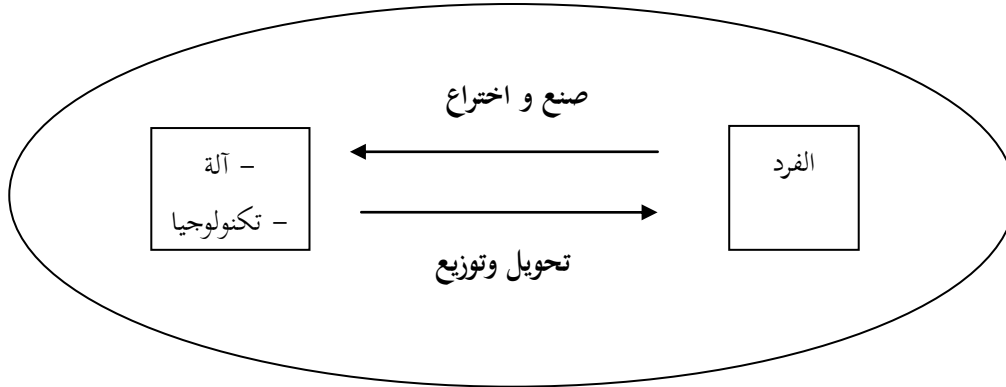 صنع و اختراع
الفرد
– آلة
– تكنولوجيا
تحويل وتوزيع